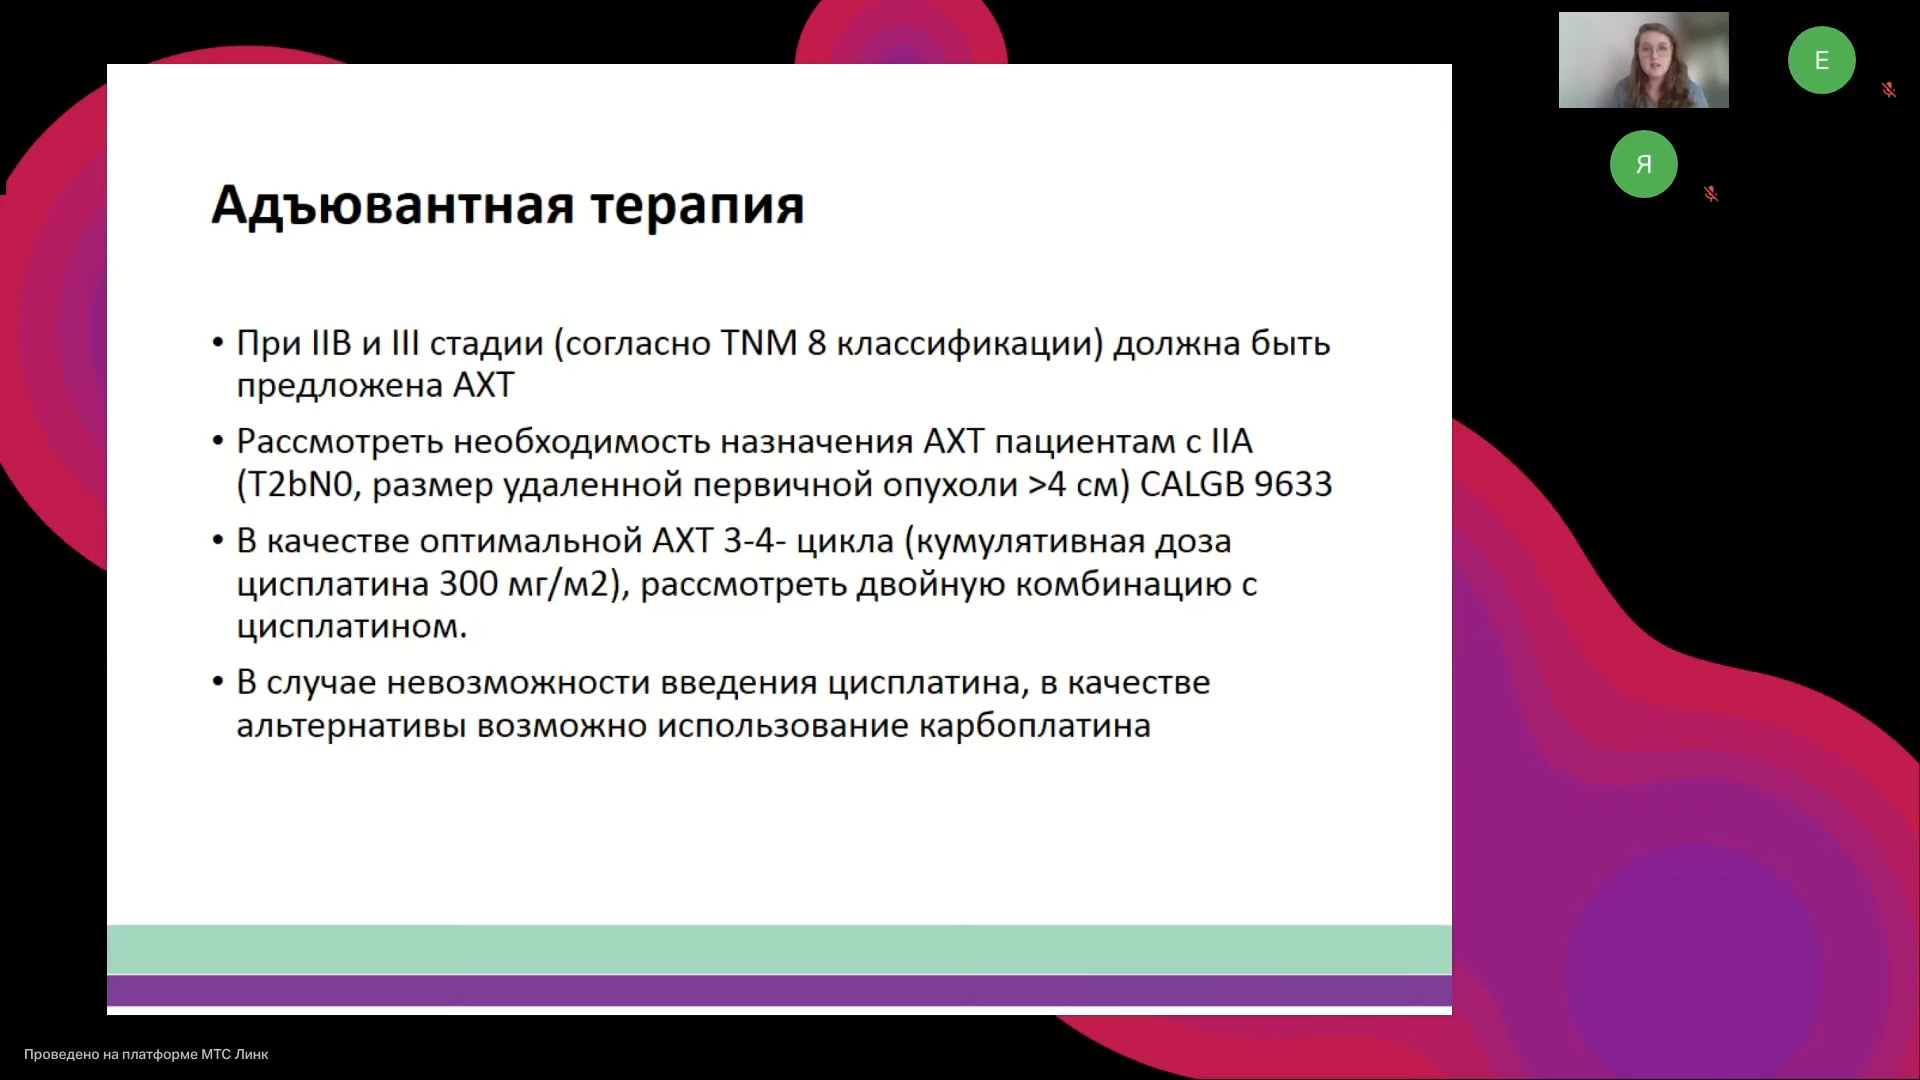 Адъювантная терапия
• При IIB и III стадии (согласно TNM 8 классификации) должна быть
предложена АХТ
• Рассмотреть необходимость назначения АХТ пациентам с IIA
(T2bN0, размер удаленной первичной опухоли >4 см) CALGB 9633
• В качестве оптимальной АХТ 3-4- цикла (кумулятивная доза
цисплатина 300 мг/м2), рассмотреть двойную комбинацию с
цисплатином.
• В случае невозможности введения цисплатина, в качестве
альтернативы возможно использование карбоплатина
E
Я
Проведено на платформе МТС Линк